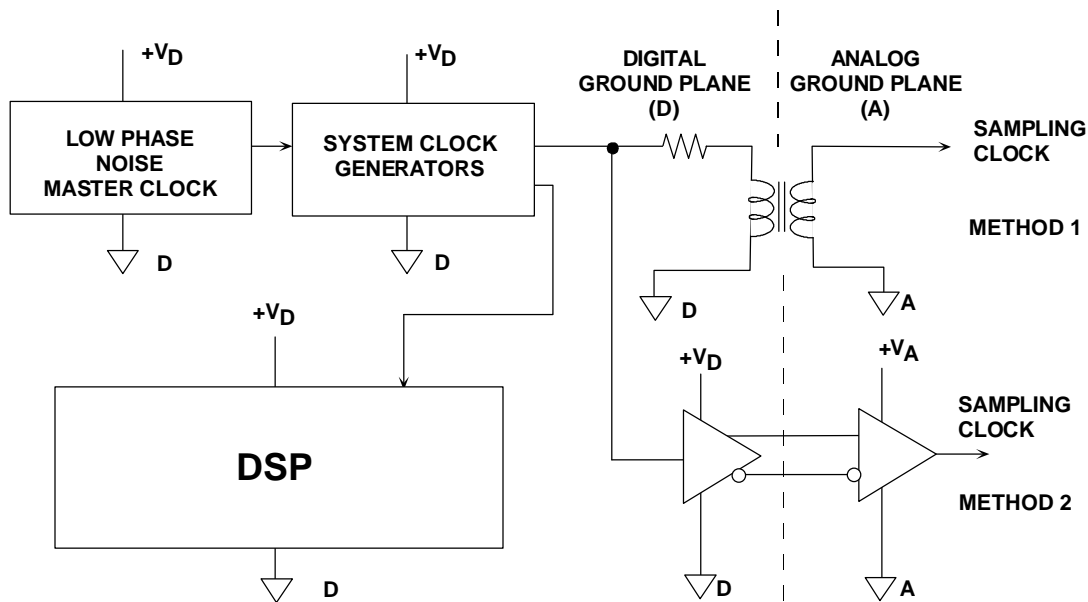 +VD
LOW PHASE
NOISE
MASTER CLOCK
D
+VD
SYSTEM CLOCK
GENERATORS
D
DIGITAL
GROUND PLANE
(D)
ANALOG
GROUND PLANE
(A)
SAMPLING
CLOCK
METHOD 1
D
A
+VD
DSP
D
+VD
+VA
SAMPLING
CLOCK
METHOD 2
D
A